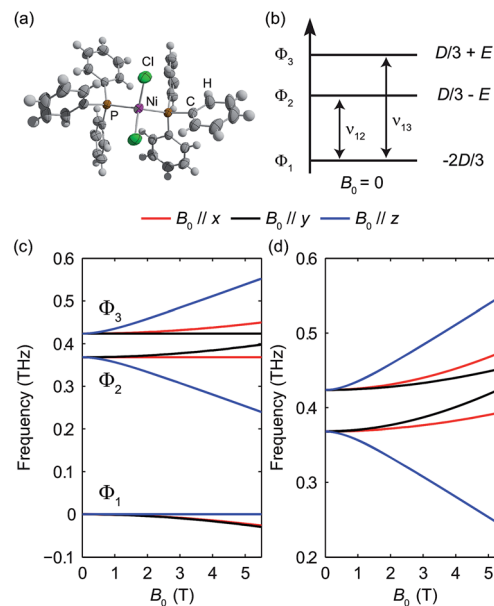 (a)
Cl
H
Ni
P
C
(b)
Φ3
D/3 + E
Φ2
D/3 - E
ν12
ν13
Φ1
-2D/3
B0 = 0
B0 // x
B0 // y
B0 // z
(c)
0.6
0.5
0.4
0.3
0.2
0.1
0
−0.1
Frequency (THz)
Φ3
Φ2
Φ1
0
1
2
3
4
5
B0 (T)
(d)
0.6
0.5
0.4
0.3
0.2
Frequency (THz)
0
1
2
3
4
5
B0 (T)